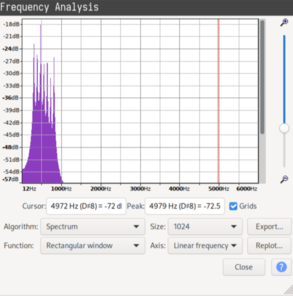 Frequency Analysis
-18dB
-21dB
-24dB
-27dB
-30dB
-33dB
-36dB
-39dB
-42dB
-45dB
-48dB
-51dB
-54dB
-57dB
12Hz 1000Hz 2000Hz 3000Hz 4000Hz 5000Hz 6000Hz
Cursor: 4972 Hz (D#8) = -72 dB Peak: 4979 Hz (D#8) = -72.5 Grids
Algorithm: Spectrum Size: 1024 Export...
Function: Rectangular window Axis: Linear frequency Replot...
Close ?